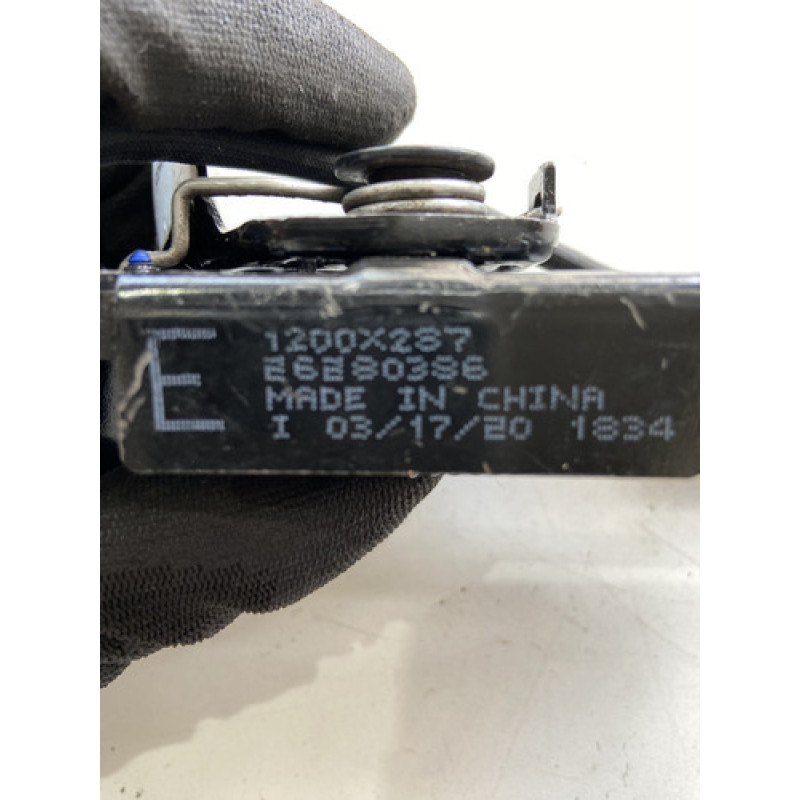 E
1200X287
26280386
MADE IN CHINA
I 03/17/20 1834